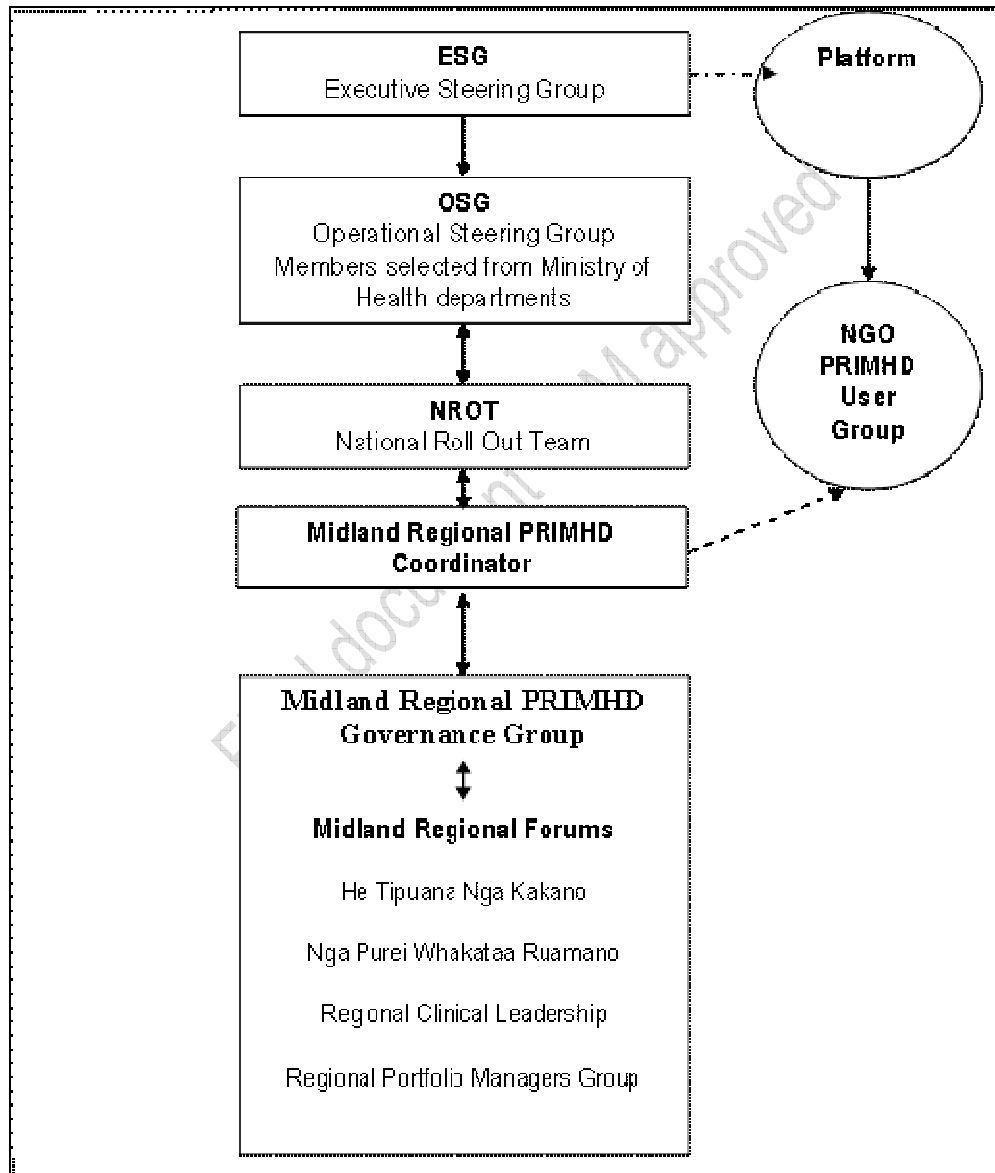 ESG
Executive Steering Group
Platform
OSG
Operational Steering Group
Members selected from Ministry of
Health departments
NGO
PRIMHD
User
Group
NROT
National Roll Out Team
Midland Regional PRIMHD
Coordinator
Midland Regional PRIMHD
Governance Group
Midland Regional Forums
He Tipuana Nga Kakano
Nga Purei Whakataa Ruamano
Regional Clinical Leadership
Regional Portfolio Managers Group
approved